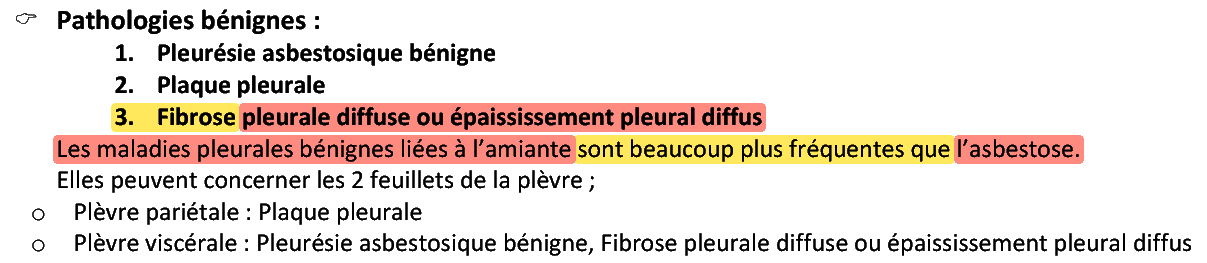 ☞ Pathologies bénignes :
1. Pleurésie asbestosique bénigne
2. Plaque pleurale
3. Fibrose pleurale diffuse ou épaississement pleural diffus
Les maladies pleurales bénignes liées à l’amiante sont beaucoup plus fréquentes que l’asbestose.
Elles peuvent concerner les 2 feuillets de la plèvre ;
o Plèvre pariétale : Plaque pleurale
o Plèvre viscérale : Pleurésie asbestosique bénigne, Fibrose pleurale diffuse ou épaississement pleural diffus